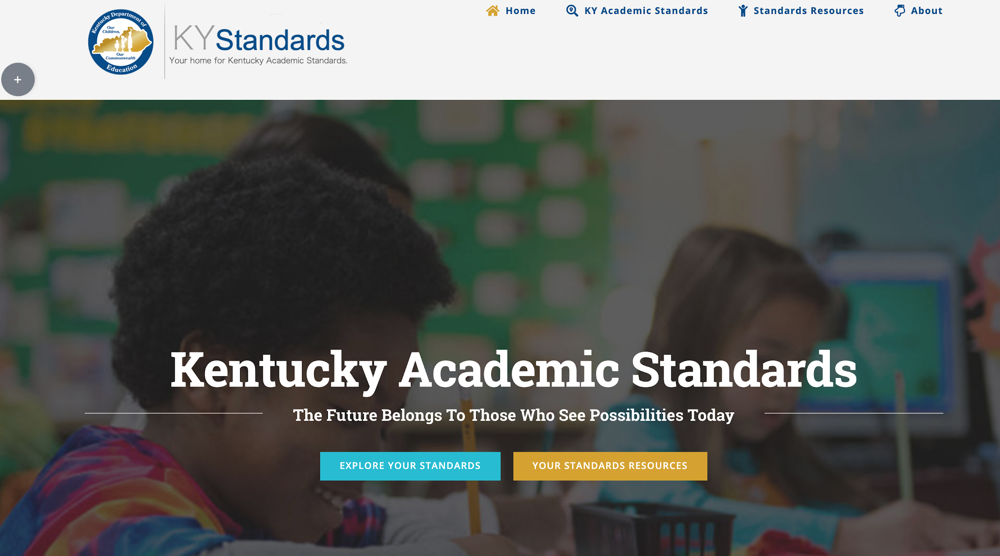 Kentucky Department of
Our
Children,
Our
Commonwealth
Education
KYStandards
Your home for Kentucky Academic Standards.
Home
KY Academic Standards
Standards Resources
About
+
Kentucky Academic Standards
The Future Belongs To Those Who See Possibilities Today
EXPLORE YOUR STANDARDS
YOUR STANDARDS RESOURCES